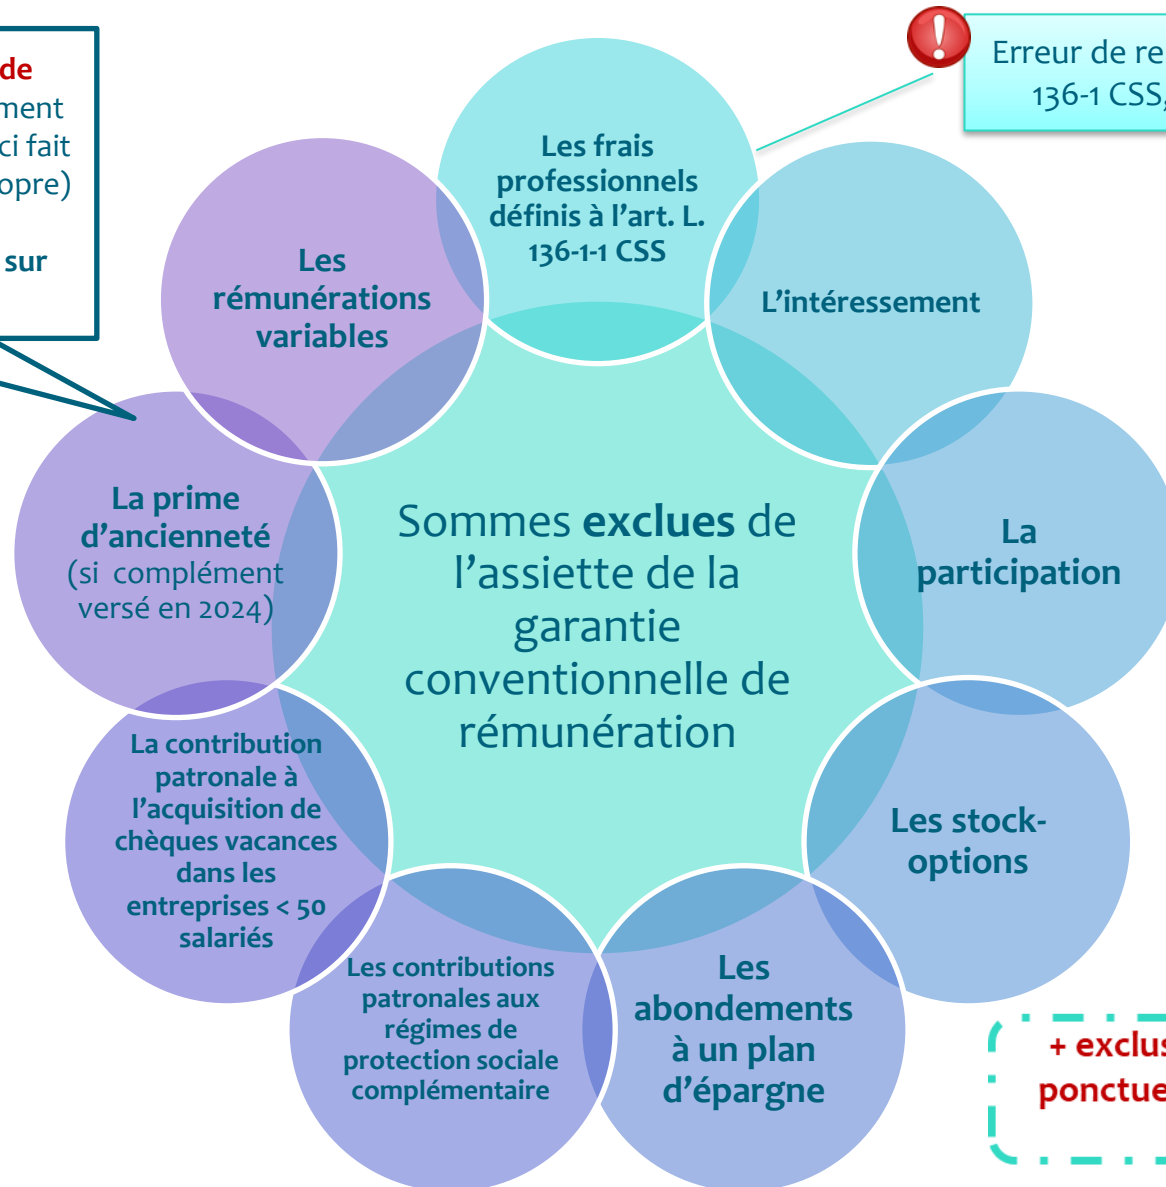 de
ment
ci fait
opre)
sur
Erreur de re
136-1 CSS,
Les frais
professionnels
définis à l’art. L.
136-1-1 CSS
L’intéressement
La
participation
Les stock-
options
Les
abondements
à un plan
d’épargne
Les contributions
patronales aux
régimes de
protection sociale
complémentaire
La contribution
patronale à
l’acquisition de
chèques vacances
dans les
entreprises < 50
salariés
La prime
d’ancienneté
(si complément
versé en 2024)
Les
rémunérations
variables
Sommes exclues de
l’assiette de la
garantie
conventionnelle de
rémunération
+ exclus
ponctue